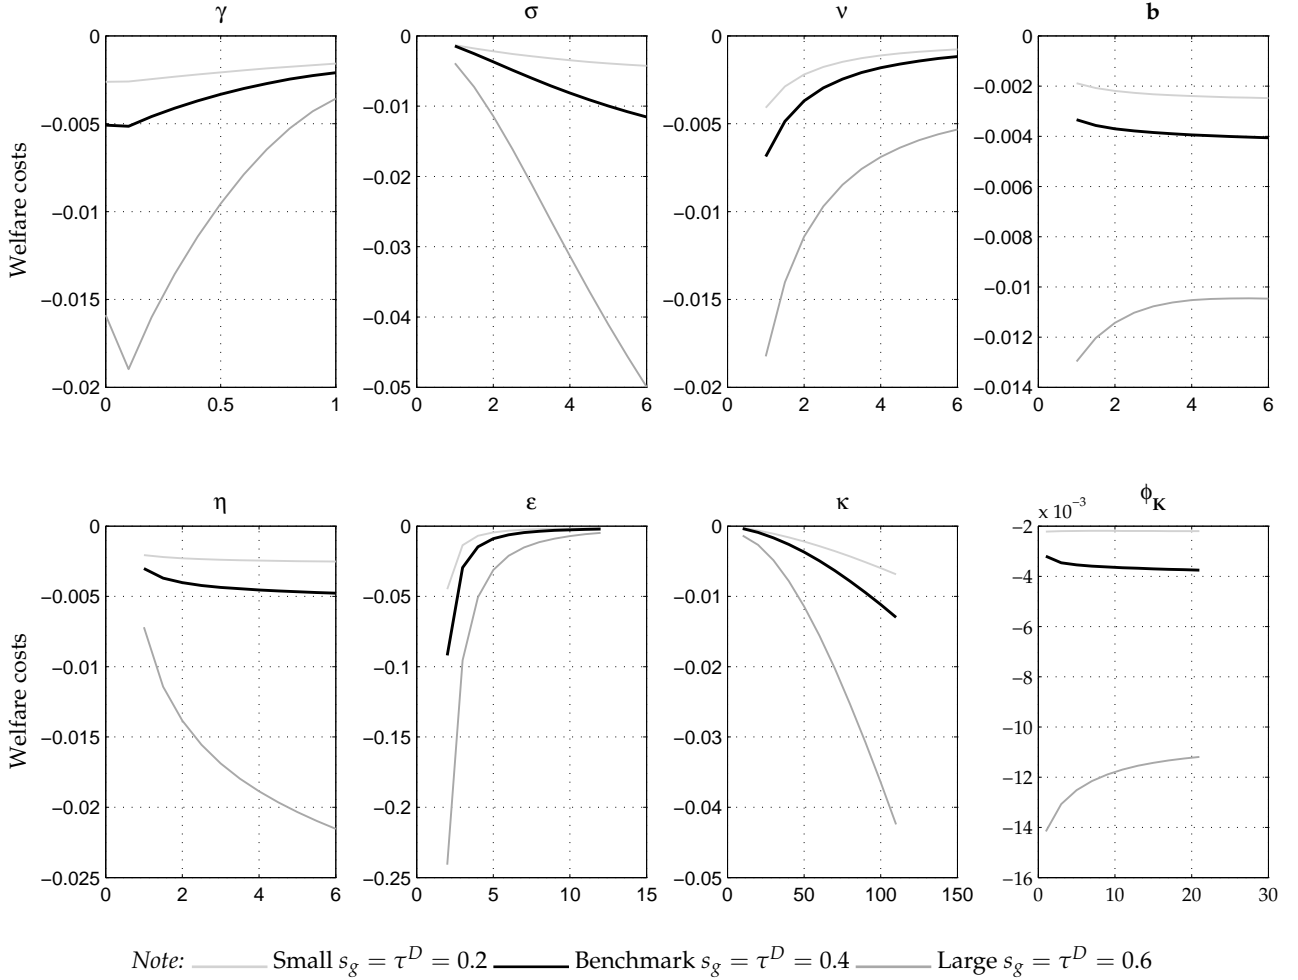 γ σ ν b
0 0 0 0
−0.002
−0.005 −0.01 −0.005 −0.004
−0.02 −0.006
Welfare costs −0.01 −0.01 −0.008
−0.03 −0.01
−0.015 −0.04 −0.015 −0.012
−0.02 −0.05 −0.02 −0.014
0 0.5 1 0 2 4 6 0 2 4 6 0 2 4 6
η ε κ ϕK
x 10−3
0 0 0 −2
−0.005 −0.05 −0.01 −4
−6
−0.01 −0.1 −0.02 −8
Welfare costs −0.015 −0.15 −0.03 −10
−0.02 −0.2 −0.04 −12
−14
−0.025 −0.25 −0.05 −16
0 2 4 6 0 5 10 15 0 50 100 150 0 10 20 30
Note: Small sg = τD = 0.2 Benchmark sg = τD = 0.4 Large sg = τD = 0.6